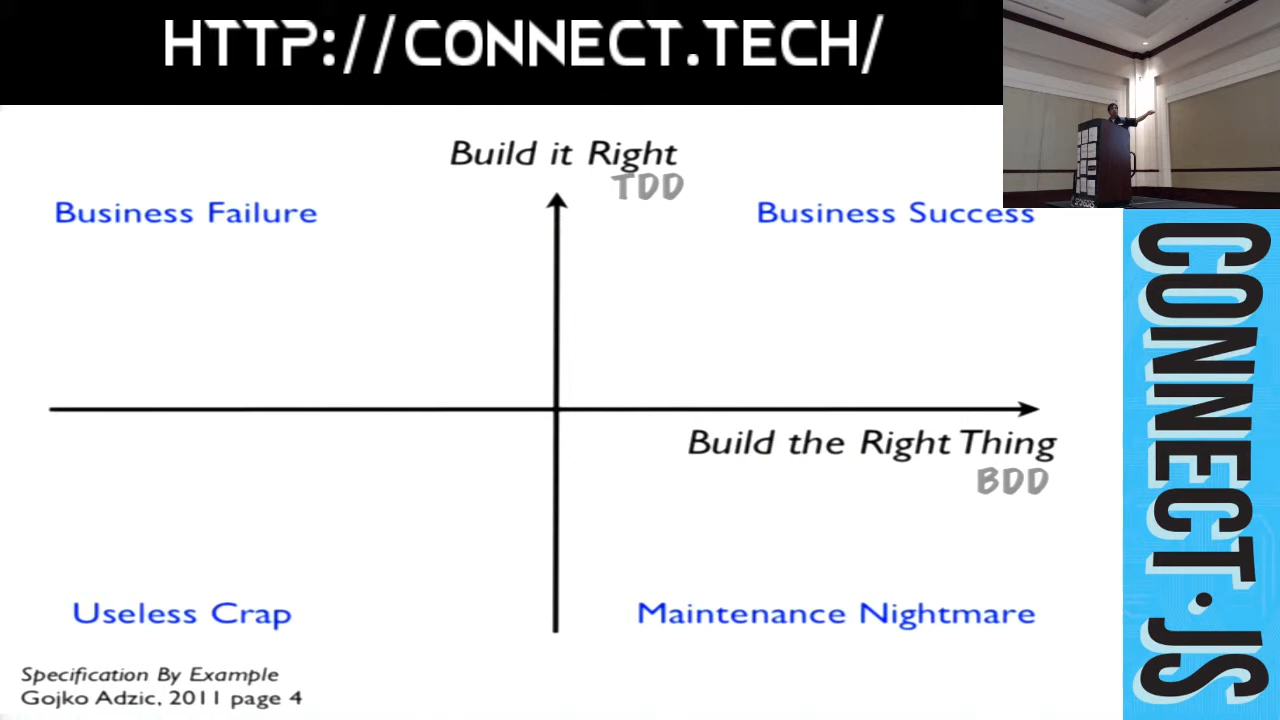 HTTP://CONNECT.TECH/
Build it Right
TDD
Business Failure
Business Success
Build the Right Thing
BDD
Useless Crap
Maintenance Nightmare
Specification By Example
Gojko Adzic, 2011 page 4
CONNECT.JS
SPONSORS